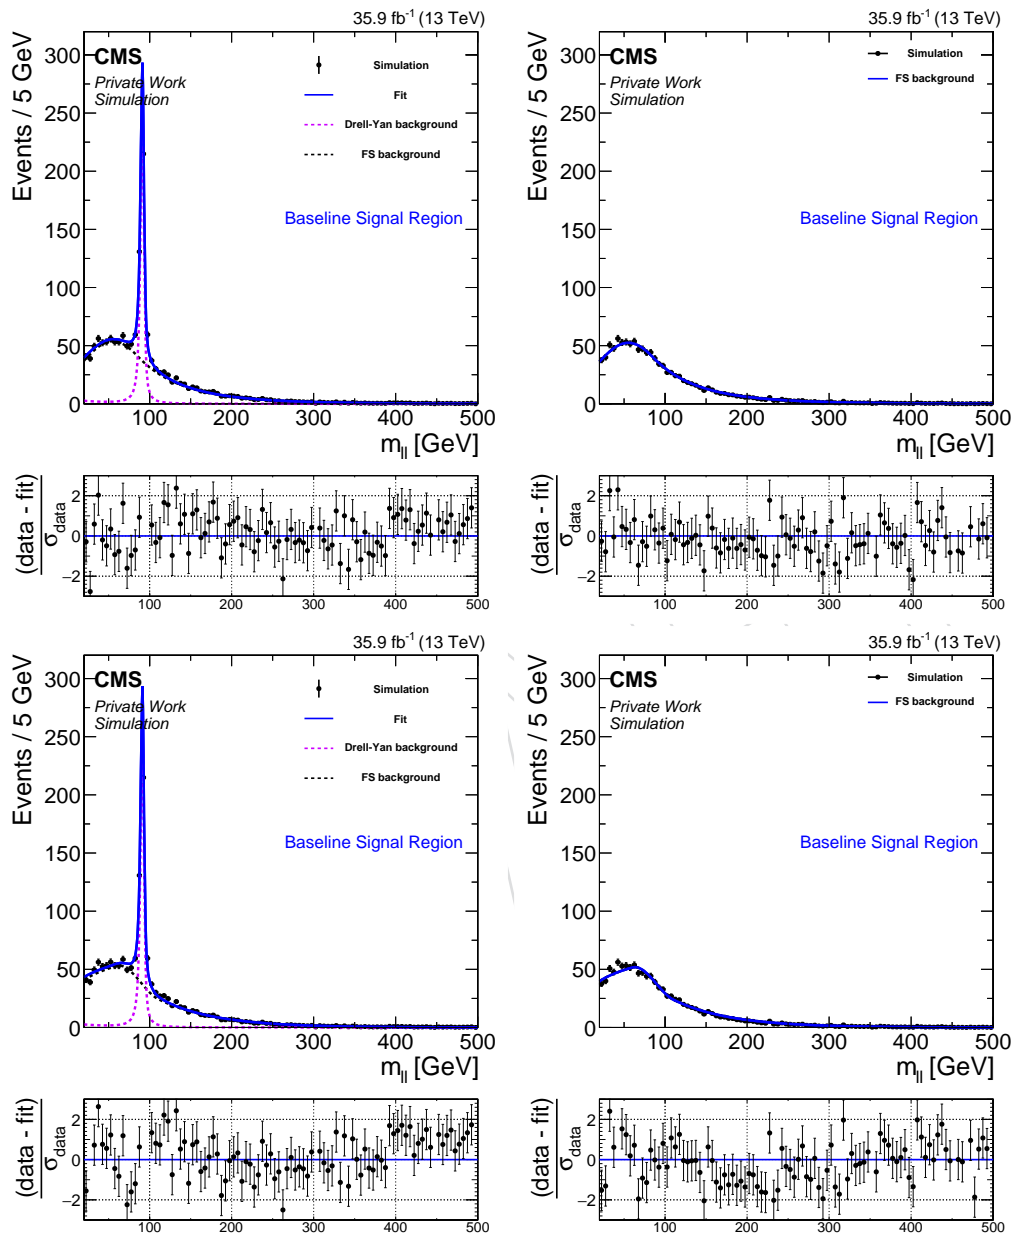 35.9 fb⁻¹ (13 TeV)
Events / 5 GeV
CMS
Private Work
Simulation
Simulation
Fit
Drell-Yan background
FS background
Baseline Signal Region
300
250
200
150
100
50
0
100 200 300 400 500
m_ll [GeV]
(data - fit)
σ_data
2
0
−2
100 200 300 400 500
35.9 fb⁻¹ (13 TeV)
Events / 5 GeV
CMS
Private Work
Simulation
Simulation
FS background
Baseline Signal Region
300
250
200
150
100
50
0
100 200 300 400 500
m_ll [GeV]
(data - fit)
σ_data
2
0
−2
100 200 300 400 500
35.9 fb⁻¹ (13 TeV)
Events / 5 GeV
CMS
Private Work
Simulation
Simulation
Fit
Drell-Yan background
FS background
Baseline Signal Region
300
250
200
150
100
50
0
100 200 300 400 500
m_ll [GeV]
(data - fit)
σ_data
2
0
−2
100 200 300 400 500
35.9 fb⁻¹ (13 TeV)
Events / 5 GeV
CMS
Private Work
Simulation
Simulation
FS background
Baseline Signal Region
300
250
200
150
100
50
0
100 200 300 400 500
m_ll [GeV]
(data - fit)
σ_data
2
0
−2
100 200 300 400 500